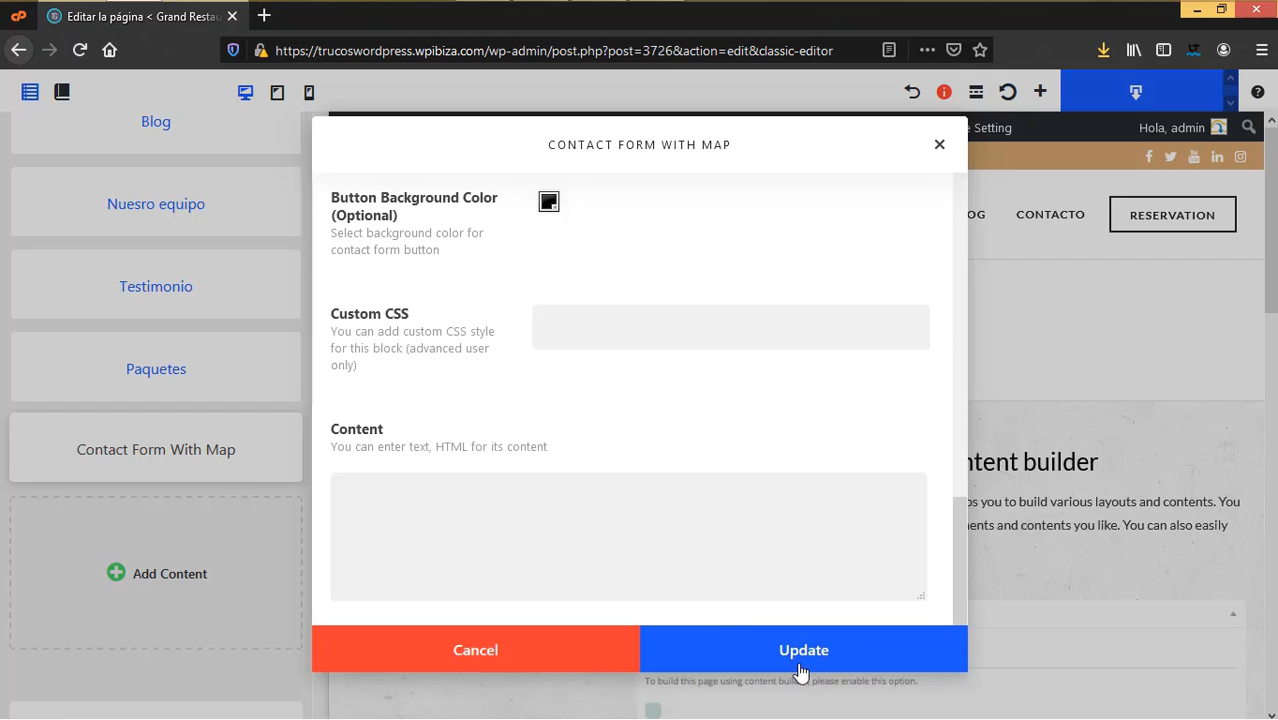 Editar la página < Grand Restau
https://trucoswordpress.wpibiza.com/wp-admin/post.php?post=3726&action=edit&classic-editor
Blog
Nuesro equipo
Testimonio
Paquetes
Contact Form With Map
Add Content
CONTACT FORM WITH MAP
Button Background Color
(Optional)
Select background color for
contact form button
Custom CSS
You can add custom CSS style
for this block (advanced user
only)
Content
You can enter text, HTML for its content
Cancel
Update
Setting
Hola, admin
OG
CONTACTO
RESERVATION
ntent builder
ps you to build various layouts and contents. You
ents and contents you like. You can also easily
To build this page using content build
please enable this option.